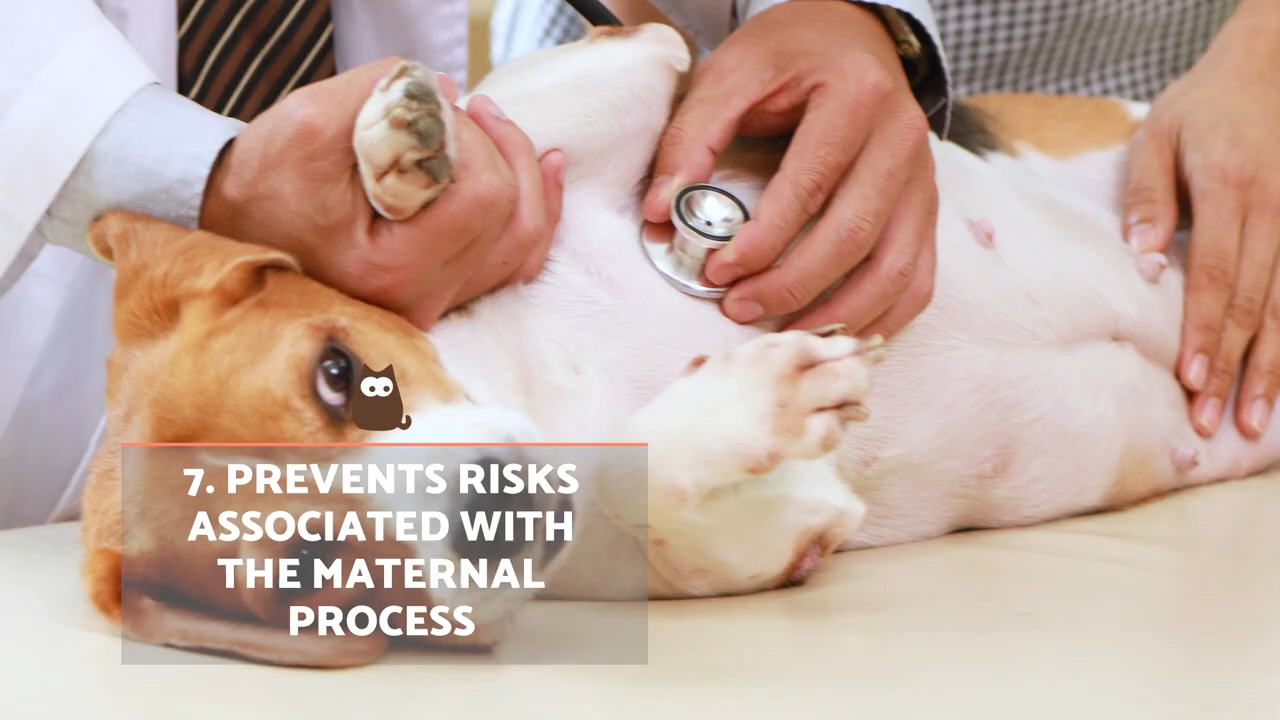 7. PREVENTS RISKS
ASSOCIATED WITH
THE MATERNAL
PROCESS